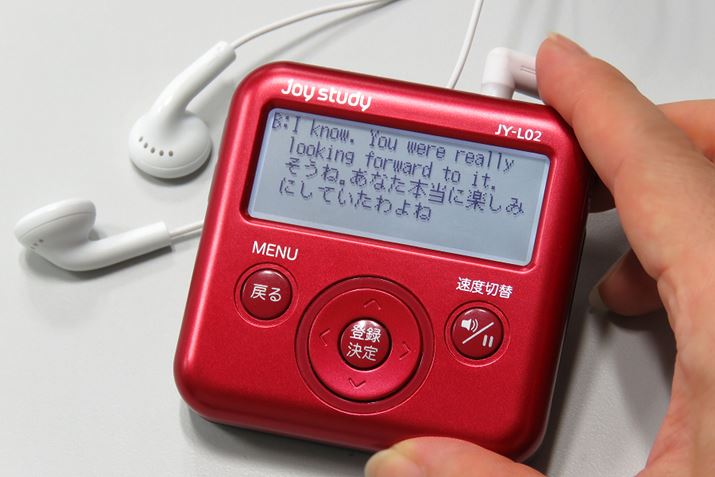 Joy study
JY-L02
B:I know. You were really
looking forward to it.
そうね。あなた本当に楽しみ
にしていたわよね
MENU
戻る
登録
決定
速度切替